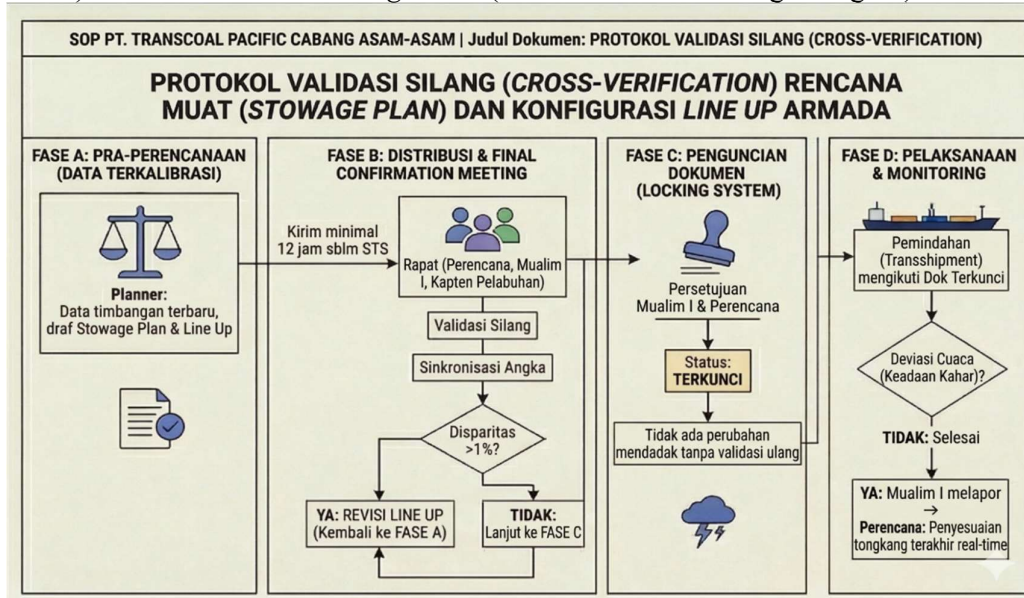 SOP PT. TRANSCOAL PACIFIC CABANG ASAM-ASAM | Judul Dokumen: PROTOKOL VALIDASI SILANG (CROSS-VERIFICATION)
PROTOKOL VALIDASI SILANG (CROSS-VERIFICATION) RENCANA
MUAT (STOWAGE PLAN) DAN KONFIGURASI LINE UP ARMADA
FASE A: PRA-PERENCANAAN
(DATA TERKALIBRASI)
Planner:
Data timbangan terbaru,
draf Stowage Plan & Line Up
Kirim minimal
12 jam sblm STS
FASE B: DISTRIBUSI & FINAL
CONFIRMATION MEETING
Rapat (Perencana, Mualim
I, Kapten Pelabuhan)
Validasi Silang
Sinkronisasi Angka
Disparitas
>1%?
YA: REVISI LINE UP
(Kembali ke FASE A)
TIDAK:
Lanjut ke FASE C
FASE C: PENGUNCIAN
DOKUMEN
(LOCKING SYSTEM)
Persetujuan
Mualim I & Perencana
Status:
TERKUNCI
Tidak ada perubahan
mendadak tanpa validasi ulang
FASE D: PELAKSANAAN
& MONITORING
Pemindahan
(Transshipment)
mengikuti Dok Terkunci
Deviasi Cuaca
(Keadaan Kahar)?
TIDAK: Selesai
YA: Mualim I melapor
→
Perencana: Penyesuaian
tongkang terakhir real-time